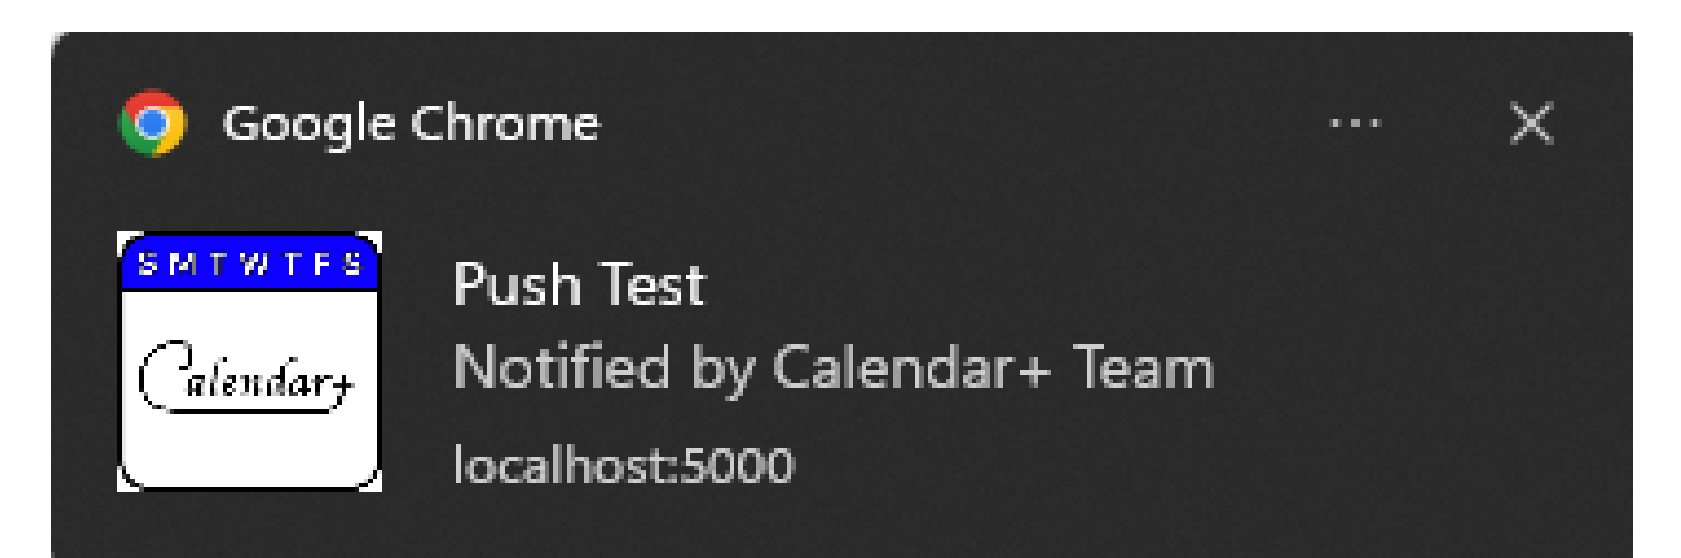 Google Chrome
S M T W T F S
Calendar+
Push Test
Notified by Calendar+ Team
localhost:5000